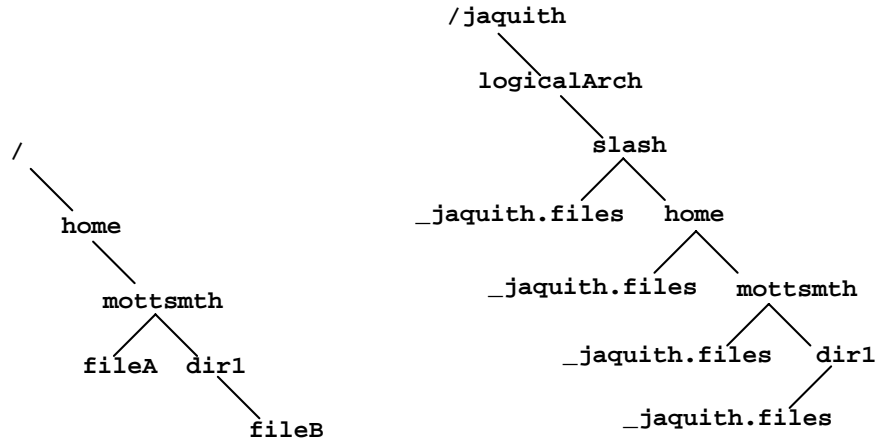 /jaquith
logicalArch
/
slash
_jaquith.files home
home
_jaquith.files mottsmth
mottsmth
fileA dir1
_jaquith.files dir1
_jaquith.files
fileB